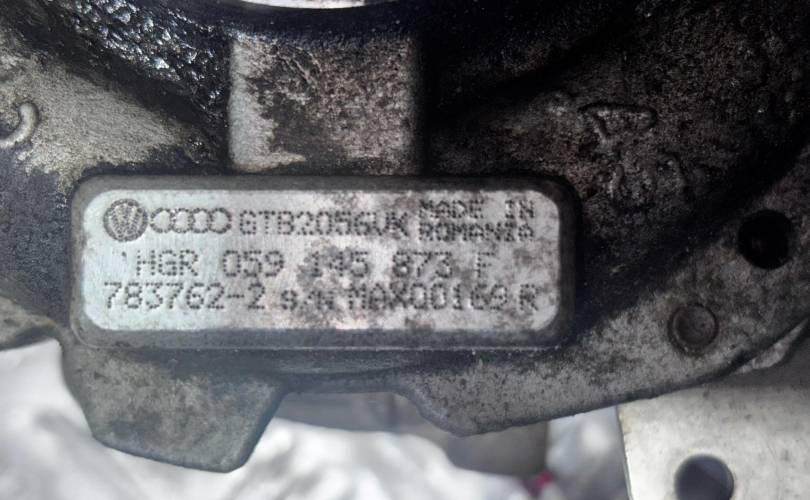 GTB2056VK MADE IN
ROMANIA
HGR 059 145 873 F
783762-2 S/N MAX00169 R